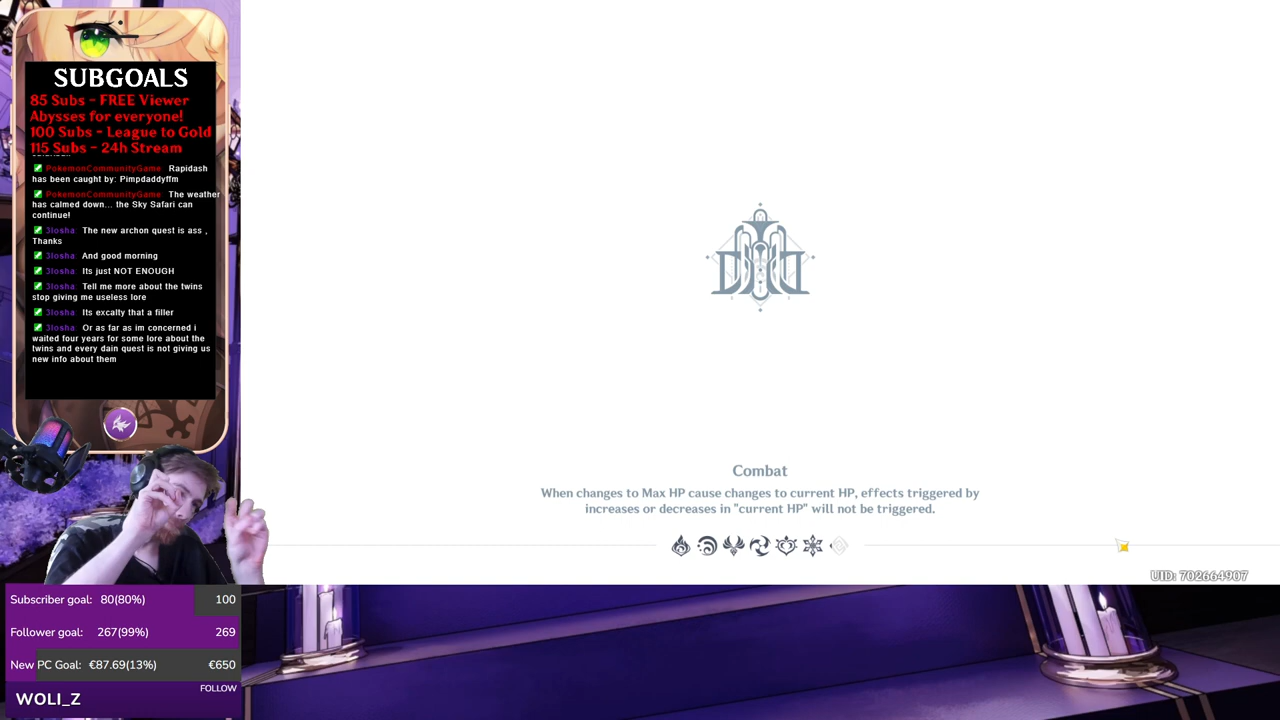 SUBGOALS
85 Subs - FREE Viewer
Abysses for everyone!
100 Subs - League to Gold
115 Subs - 24h Stream
PokemonCommunityGame: Rapidash
has been caught by: Pimpdaddyffm
PokemonCommunityGame: The weather
has calmed down... the Sky Safari can
continue!
3losha: The new archon quest is ass ,
Thanks
3losha: And good morning
3losha: Its just NOT ENOUGH
3losha: Tell me more about the twins
stop giving me useless lore
3losha: Its excalty that a filler
3losha: Or as far as im concerned i
waited four years for some lore about the
twins and every dain quest is not giving us
new info about them
Combat
When changes to Max HP cause changes to current HP, effects triggered by
increases or decreases in "current HP" will not be triggered.
UID: 702664907
Subscriber goal: 80(80%) 100
Follower goal: 267(99%) 269
New PC Goal: €87.69(13%) €650
FOLLOW
WOLI_Z